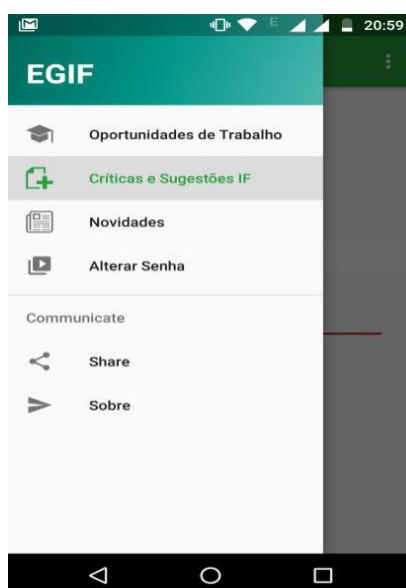 E
20:59
EGIF
Oportunidades de Trabalho
Críticas e Sugestões IF
Novidades
Alterar Senha
Communicate
Share
Sobre